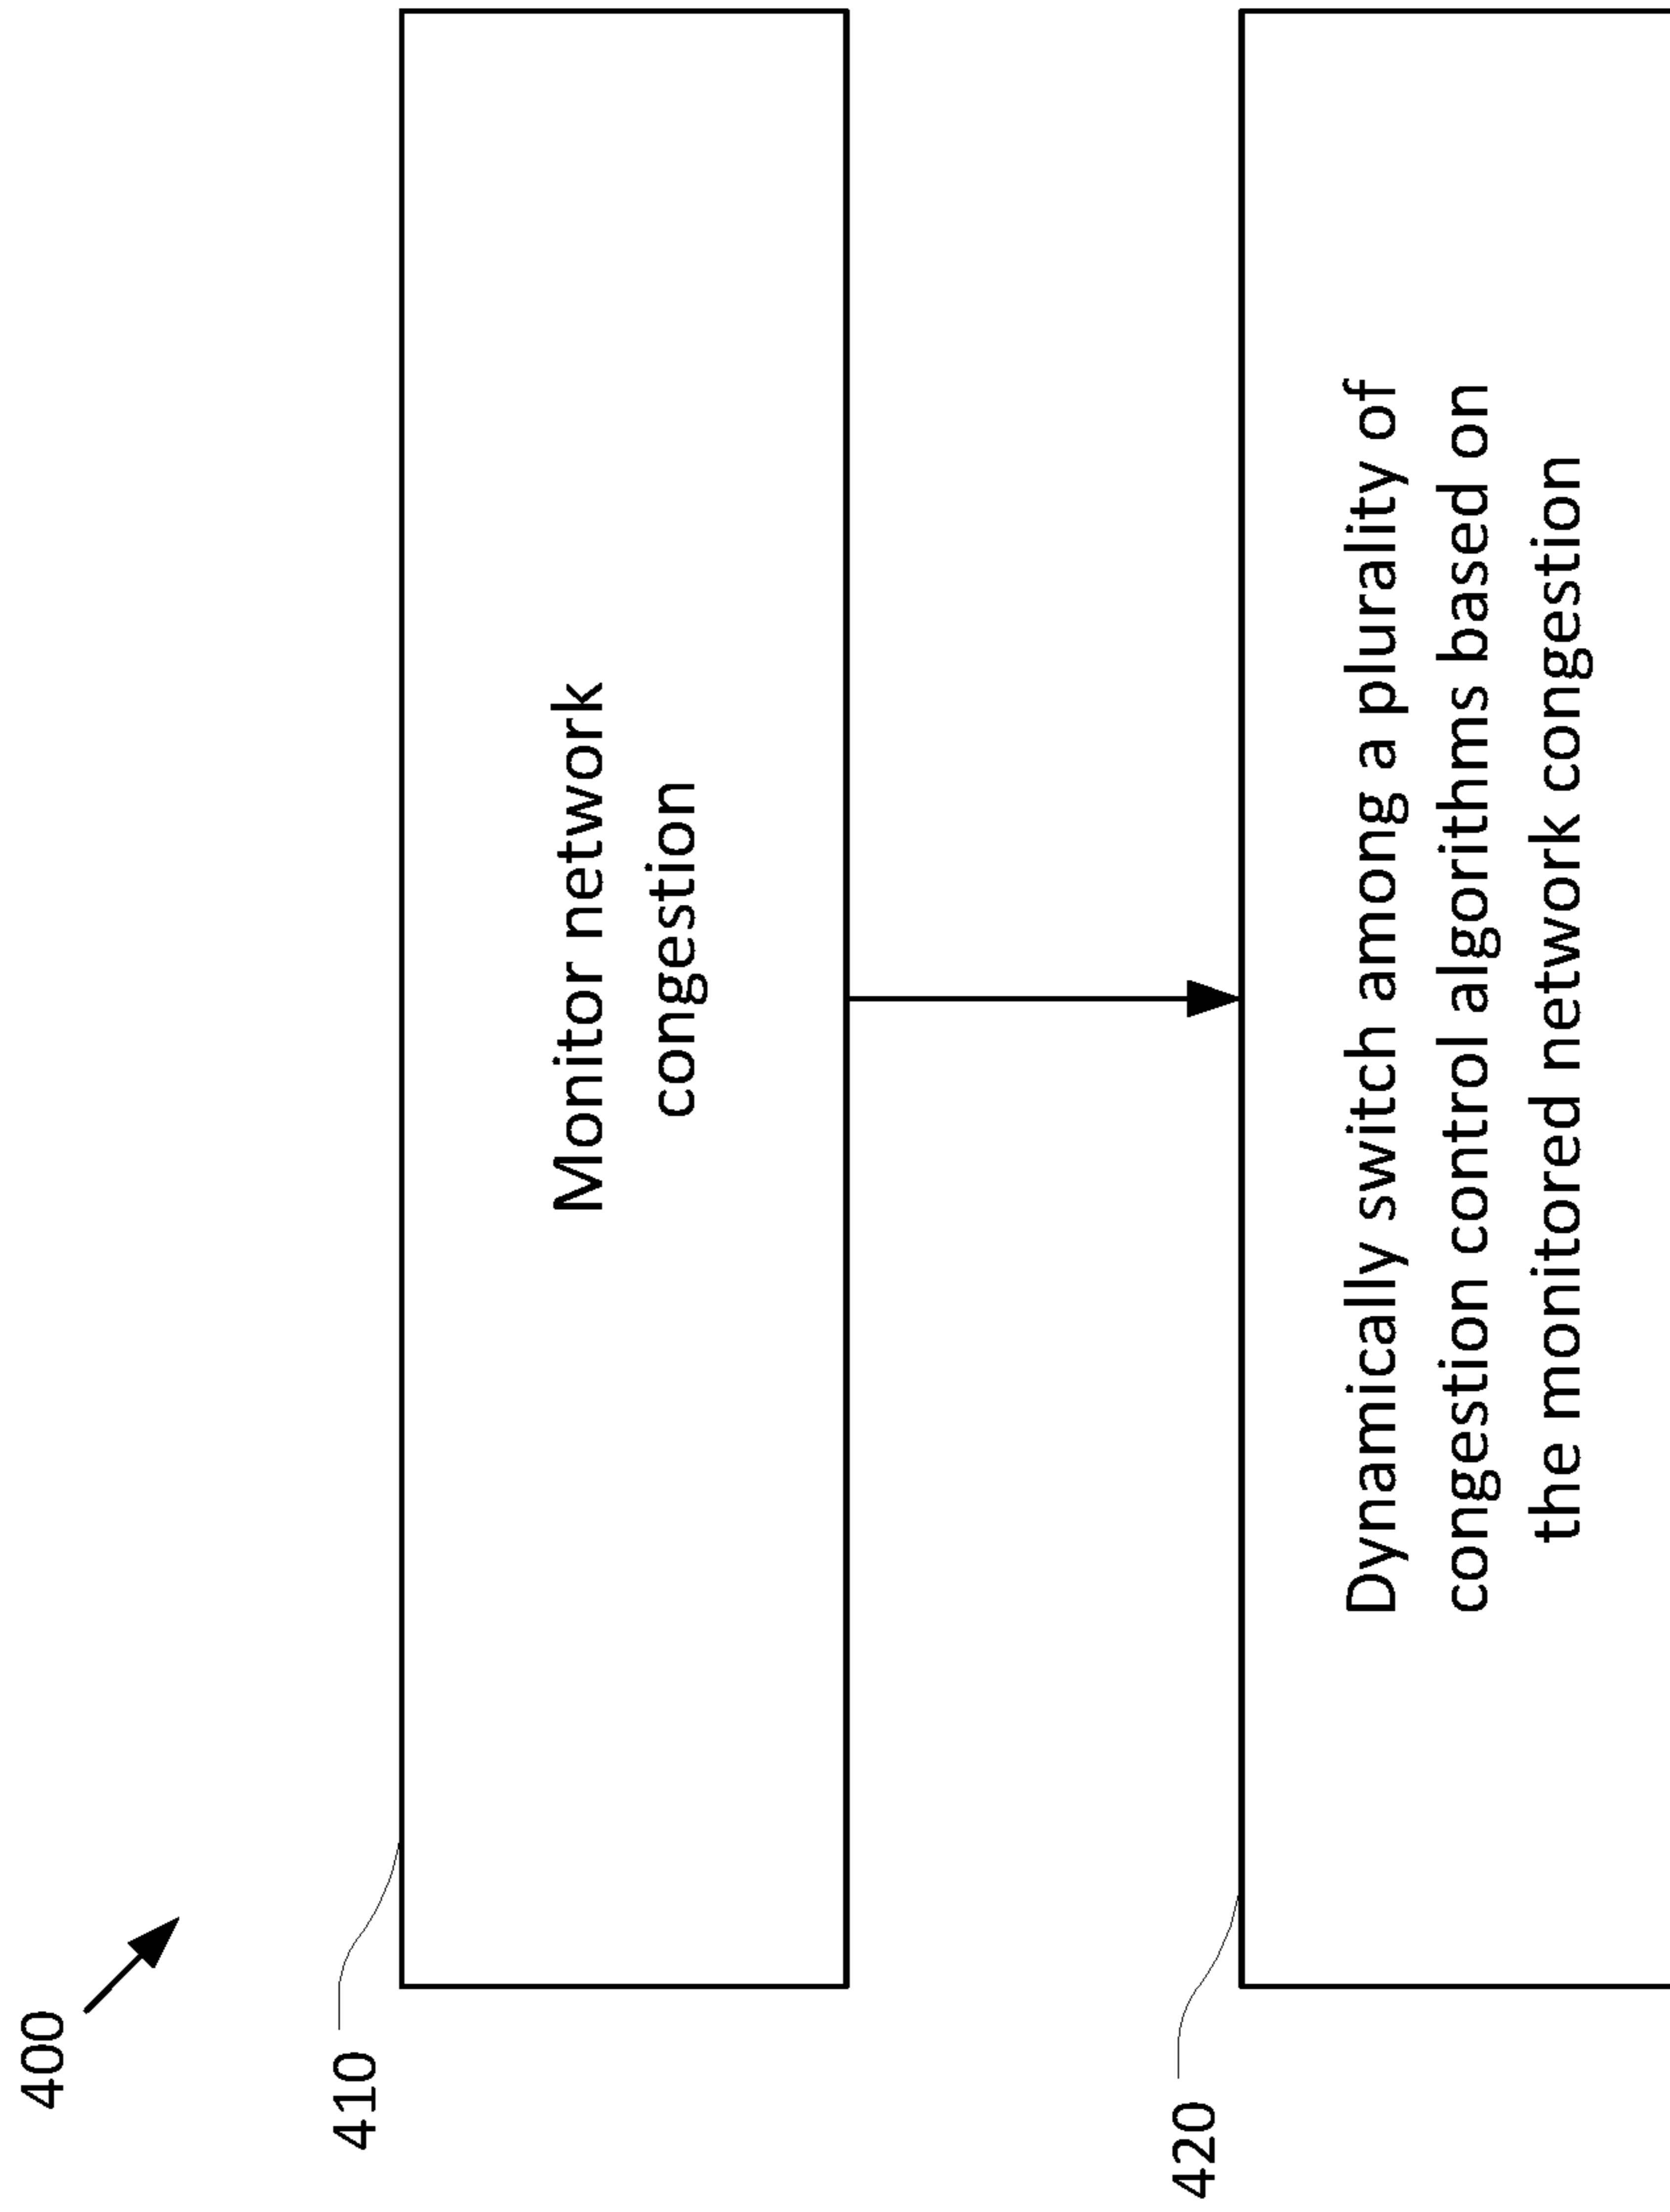 400
410
Monitor network
congestion
420
Dynamically switch among a plurality of
congestion control algorithms based on
the monitored network congestion